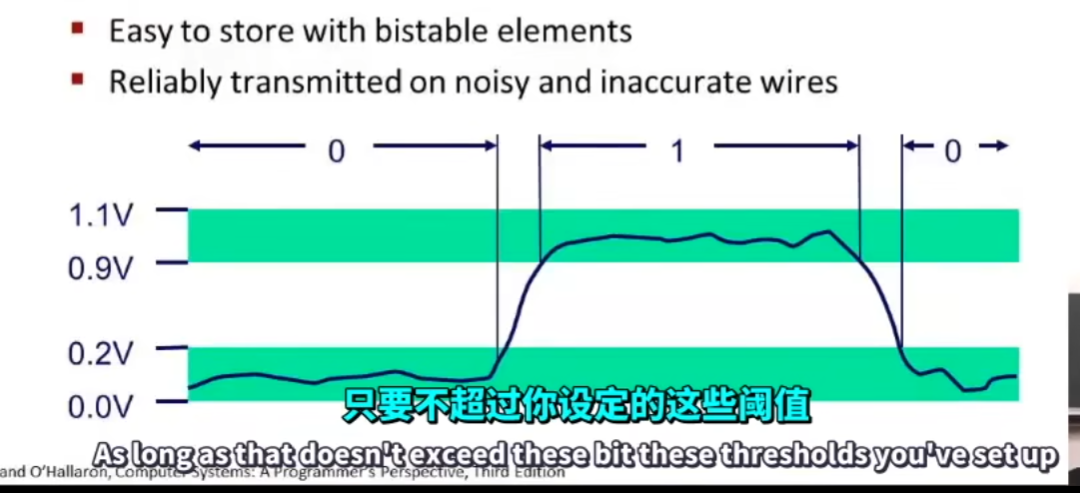 Easy to store with bistable elements
Reliably transmitted on noisy and inaccurate wires
0 1 0
1.1V
0.9V
0.2V
0.0V
只要不超过你设定的这些阈值
As long as that doesn't exceed these bit these thresholds you've set up
and O'Hallaron, Computer Systems: A Programmer's Perspective, Third Edition